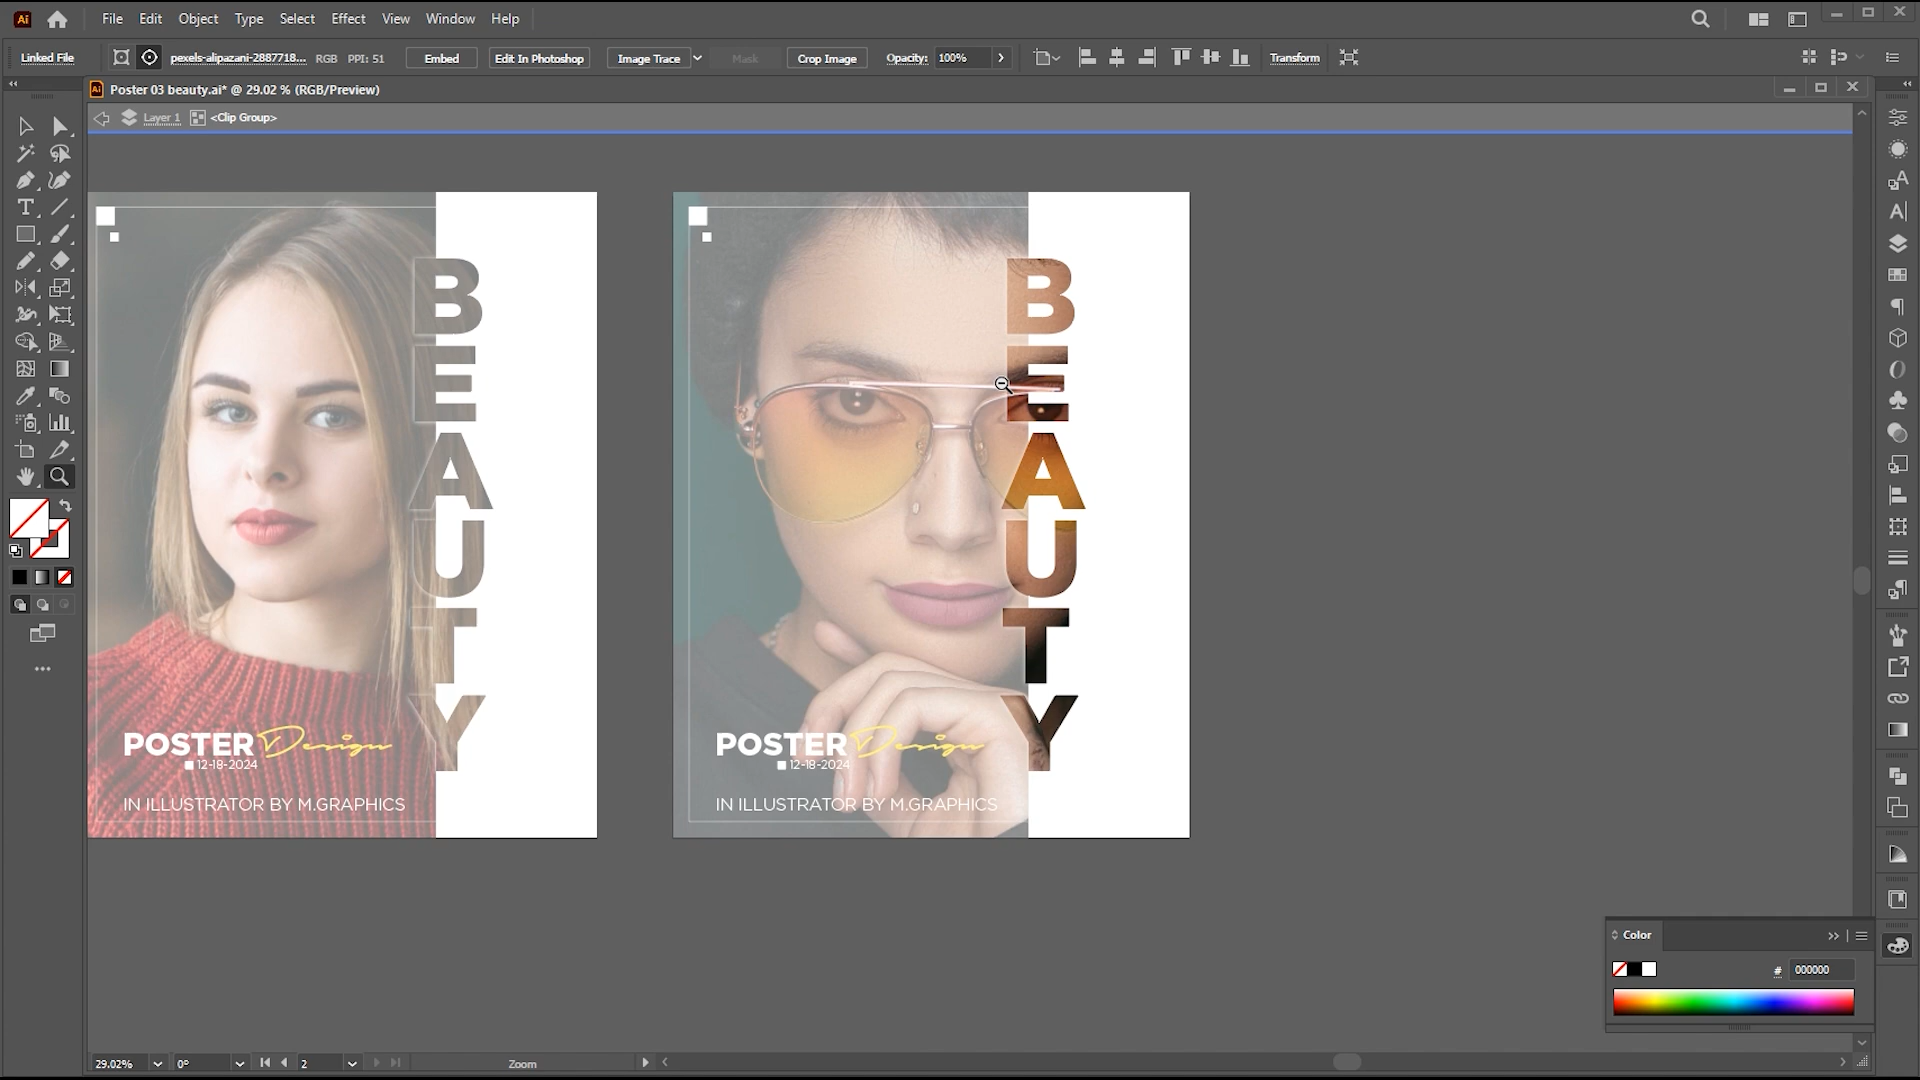 Ai File Edit Object Type Select Effect View Window Help
Linked File pexels-alipazani-2887718... RGB PPI: 51 Embed Edit In Photoshop Image Trace Mask Crop Image Opacity: 100% Transform
Ai Poster 03 beauty.ai* @ 29.02 % (RGB/Preview)
Layer 1 <Clip Group>
BEAUTY
POSTER Design
12-18-2024
IN ILLUSTRATOR BY M.GRAPHICS
BEAUTY
POSTER Design
12-18-2024
IN ILLUSTRATOR BY M.GRAPHICS
Color
# 000000
29.02% 0° 2 Zoom